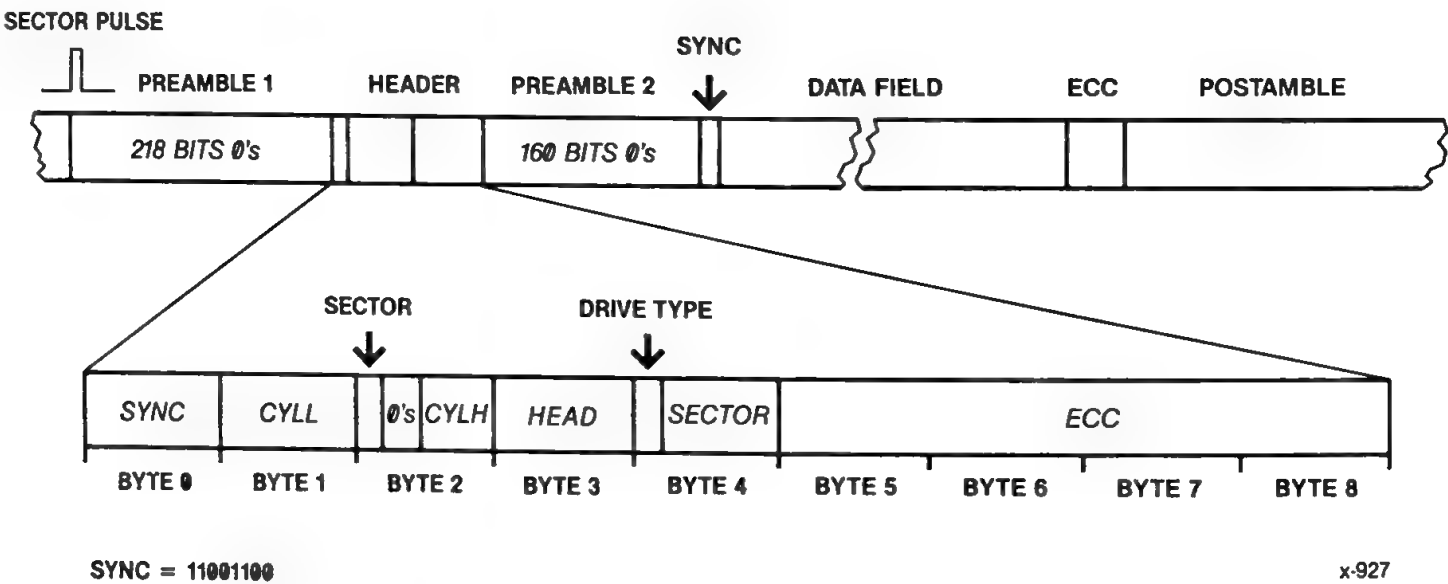 SECTOR PULSE
SYNC
PREAMBLE 1 HEADER PREAMBLE 2 DATA FIELD ECC POSTAMBLE
218 BITS 0's 160 BITS 0's
SECTOR DRIVE TYPE
SYNC CYLL 0's CYLH HEAD SECTOR ECC
BYTE 0 BYTE 1 BYTE 2 BYTE 3 BYTE 4 BYTE 5 BYTE 6 BYTE 7 BYTE 8
SYNC = 11001100 x-927